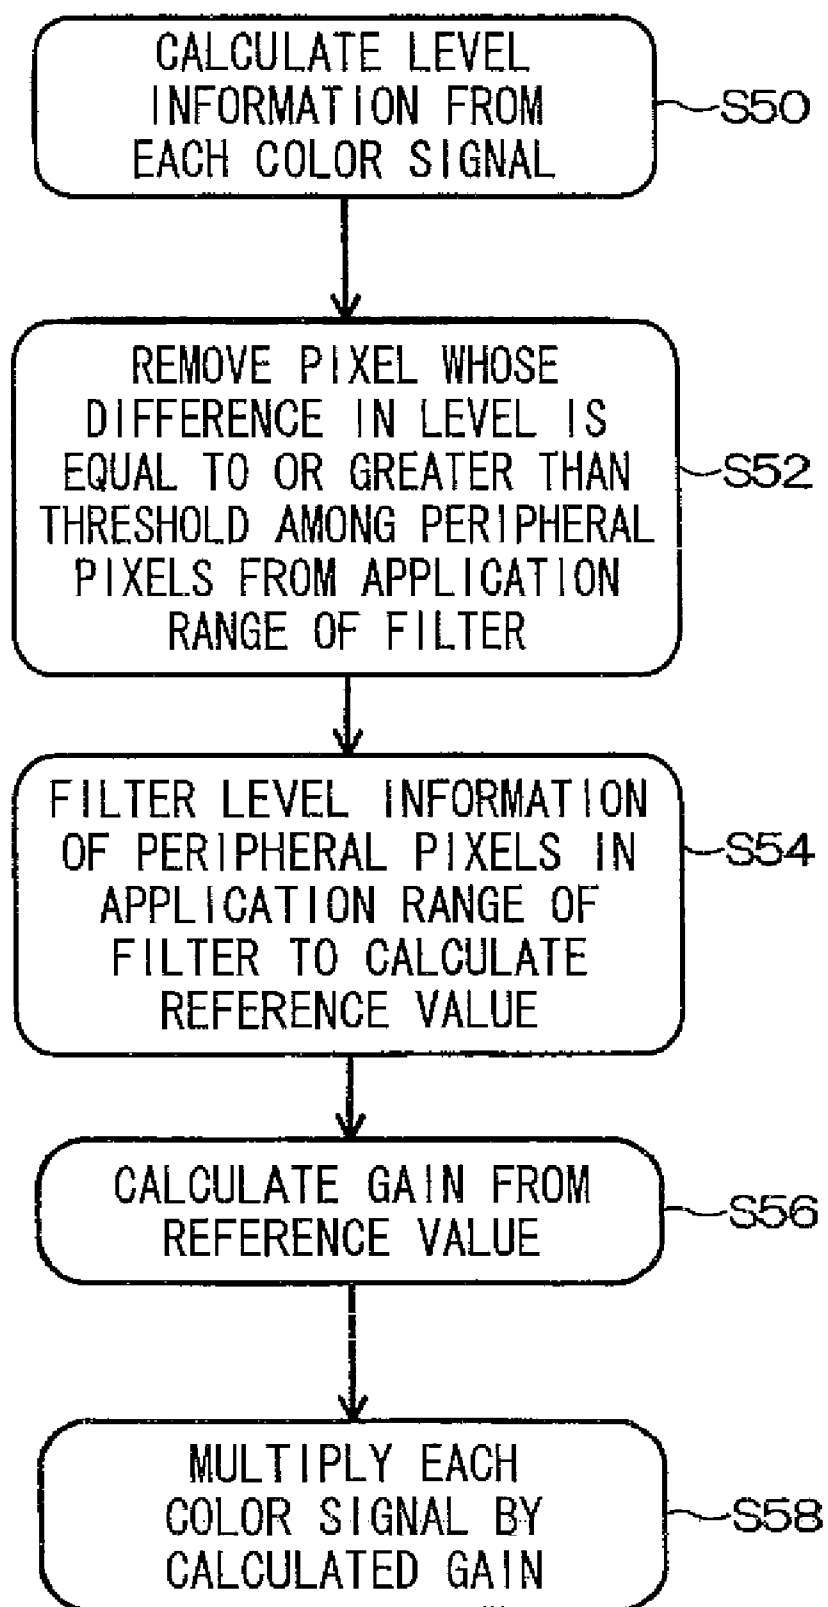 CALCULATE LEVEL
INFORMATION FROM
EACH COLOR SIGNAL
S50
REMOVE PIXEL WHOSE
DIFFERENCE IN LEVEL IS
EQUAL TO OR GREATER THAN
THRESHOLD AMONG PERIPHERAL
PIXELS FROM APPLICATION
RANGE OF FILTER
S52
FILTER LEVEL INFORMATION
OF PERIPHERAL PIXELS IN
APPLICATION RANGE OF
FILTER TO CALCULATE
REFERENCE VALUE
S54
CALCULATE GAIN FROM
REFERENCE VALUE
S56
MULTIPLY EACH
COLOR SIGNAL BY
CALCULATED GAIN
S58